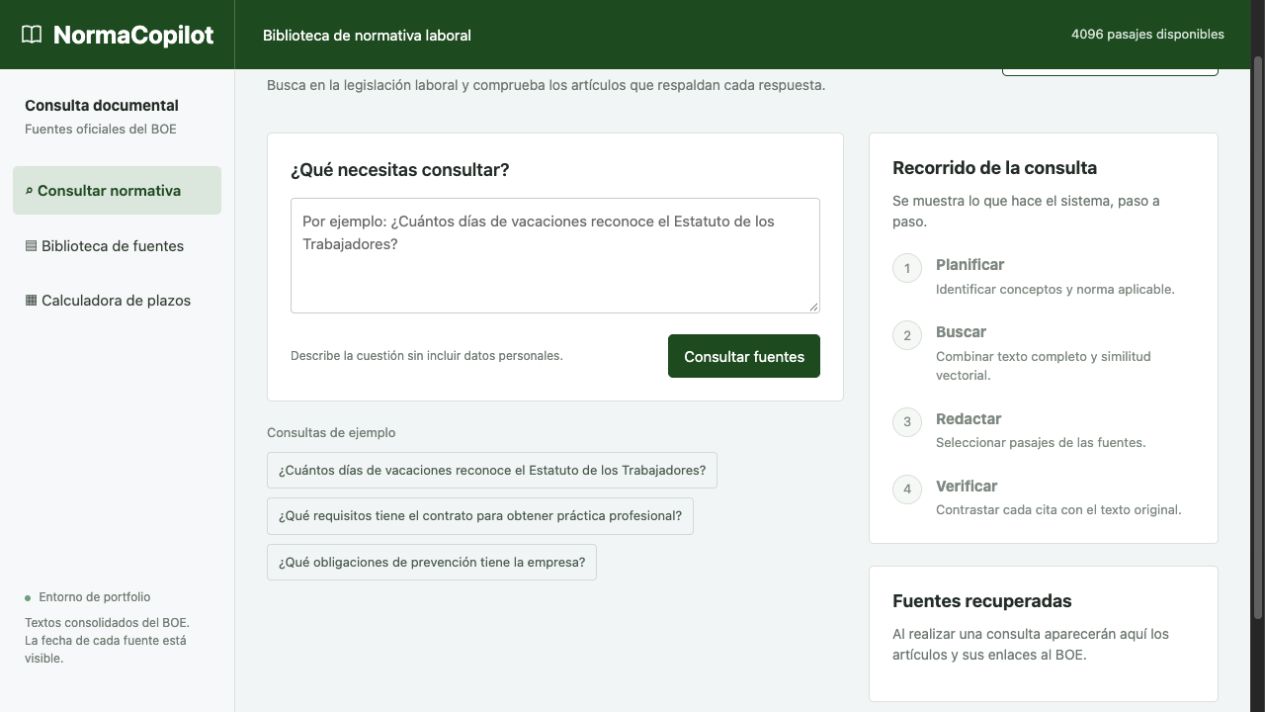 NormaCopilot
Biblioteca de normativa laboral
4096 pasajes disponibles
Consulta documental
Fuentes oficiales del BOE
Consultar normativa
Biblioteca de fuentes
Calculadora de plazos
Entorno de portfolio
Textos consolidados del BOE.
La fecha de cada fuente está
visible.
Busca en la legislación laboral y comprueba los artículos que respaldan cada respuesta.
¿Qué necesitas consultar?
Por ejemplo: ¿Cuántos días de vacaciones reconoce el Estatuto de los
Trabajadores?
Describe la cuestión sin incluir datos personales.
Consultar fuentes
Consultas de ejemplo
¿Cuántos días de vacaciones reconoce el Estatuto de los Trabajadores?
¿Qué requisitos tiene el contrato para obtener práctica profesional?
¿Qué obligaciones de prevención tiene la empresa?
Recorrido de la consulta
Se muestra lo que hace el sistema, paso a
paso.
1 Planificar
Identificar conceptos y norma aplicable.
2 Buscar
Combinar texto completo y similitud
vectorial.
3 Redactar
Seleccionar pasajes de las fuentes.
4 Verificar
Contrastar cada cita con el texto original.
Fuentes recuperadas
Al realizar una consulta aparecerán aquí los
artículos y sus enlaces al BOE.